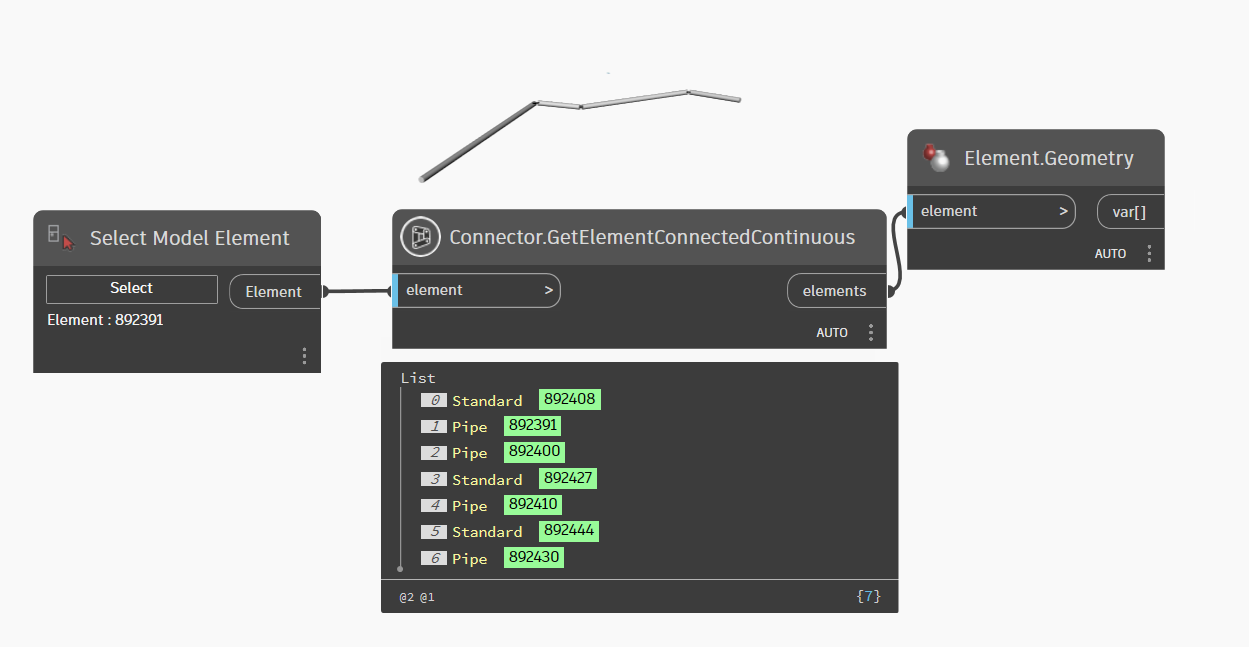 Select Model Element
Select
Element
Element : 892391
Connector.GetElementConnectedContinuous
element >
elements
AUTO
Element.Geometry
element >
var[]
AUTO
List
0 Standard 892408
1 Pipe 892391
2 Pipe 892400
3 Standard 892427
4 Pipe 892410
5 Standard 892444
6 Pipe 892430
@2 @1
{7}